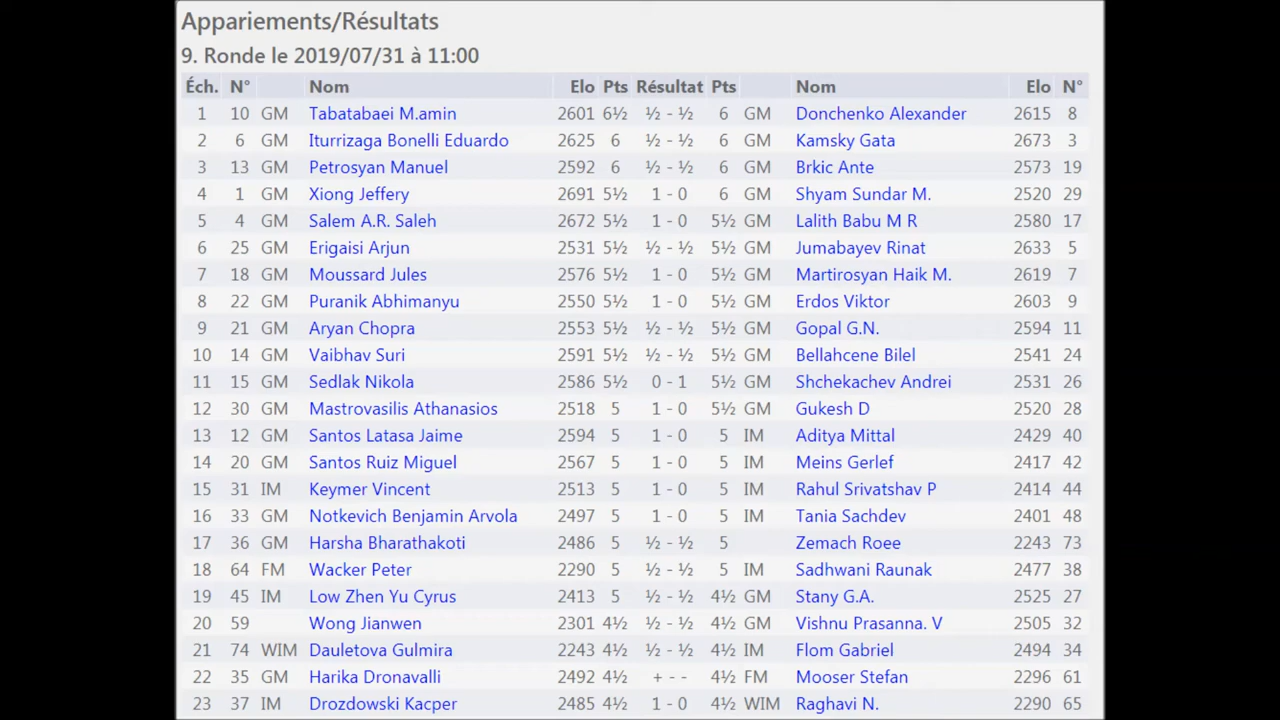 Appariements/Résultats
9. Ronde le 2019/07/31 à 11:00
Éch. N° Nom Elo Pts Résultat Pts Nom Elo N°
1 10 GM Tabatabaei M.amin 2601 6½ ½ - ½ 6 GM Donchenko Alexander 2615 8
2 6 GM Iturrizaga Bonelli Eduardo 2625 6 ½ - ½ 6 GM Kamsky Gata 2673 3
3 13 GM Petrosyan Manuel 2592 6 ½ - ½ 6 GM Brkic Ante 2573 19
4 1 GM Xiong Jeffery 2691 5½ 1 - 0 6 GM Shyam Sundar M. 2520 29
5 4 GM Salem A.R. Saleh 2672 5½ 1 - 0 5½ GM Lalith Babu M R 2580 17
6 25 GM Erigaisi Arjun 2531 5½ ½ - ½ 5½ GM Jumabayev Rinat 2633 5
7 18 GM Moussard Jules 2576 5½ 1 - 0 5½ GM Martirosyan Haik M. 2619 7
8 22 GM Puranik Abhimanyu 2550 5½ 1 - 0 5½ GM Erdos Viktor 2603 9
9 21 GM Aryan Chopra 2553 5½ ½ - ½ 5½ GM Gopal G.N. 2594 11
10 14 GM Vaibhav Suri 2591 5½ ½ - ½ 5½ GM Bellahcene Bilel 2541 24
11 15 GM Sedlak Nikola 2586 5½ 0 - 1 5½ GM Shchekachev Andrei 2531 26
12 30 GM Mastrovasilis Athanasios 2518 5 1 - 0 5½ GM Gukesh D 2520 28
13 12 GM Santos Latasa Jaime 2594 5 1 - 0 5 IM Aditya Mittal 2429 40
14 20 GM Santos Ruiz Miguel 2567 5 1 - 0 5 IM Meins Gerlef 2417 42
15 31 IM Keymer Vincent 2513 5 1 - 0 5 IM Rahul Srivatshav P 2414 44
16 33 GM Notkevich Benjamin Arvola 2497 5 1 - 0 5 IM Tania Sachdev 2401 48
17 36 GM Harsha Bharathakoti 2486 5 ½ - ½ 5 Zemach Roee 2243 73
18 64 FM Wacker Peter 2290 5 ½ - ½ 5 IM Sadhwani Raunak 2477 38
19 45 IM Low Zhen Yu Cyrus 2413 5 ½ - ½ 4½ GM Stany G.A. 2525 27
20 59 Wong Jianwen 2301 4½ ½ - ½ 4½ GM Vishnu Prasanna. V 2505 32
21 74 WIM Dauletova Gulmira 2243 4½ ½ - ½ 4½ IM Flom Gabriel 2494 34
22 35 GM Harika Dronavalli 2492 4½ + - - 4½ FM Mooser Stefan 2296 61
23 37 IM Drozdowski Kacper 2485 4½ 1 - 0 4½ WIM Raghavi N. 2290 65